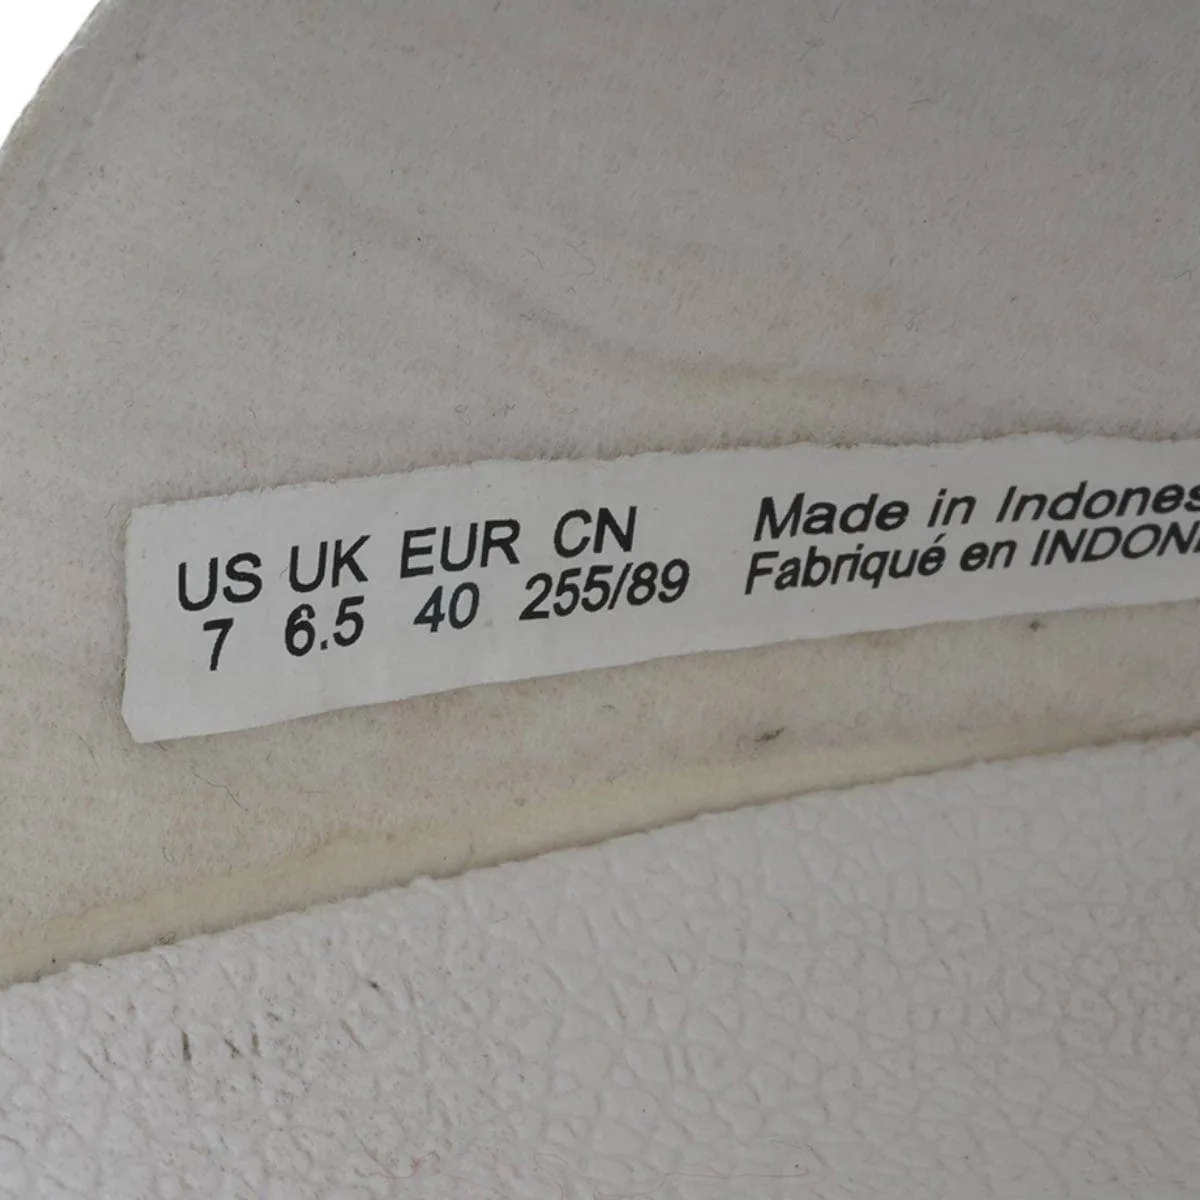 US UK EUR CN
7 6.5 40 255/89
Made in
Fabriqué en